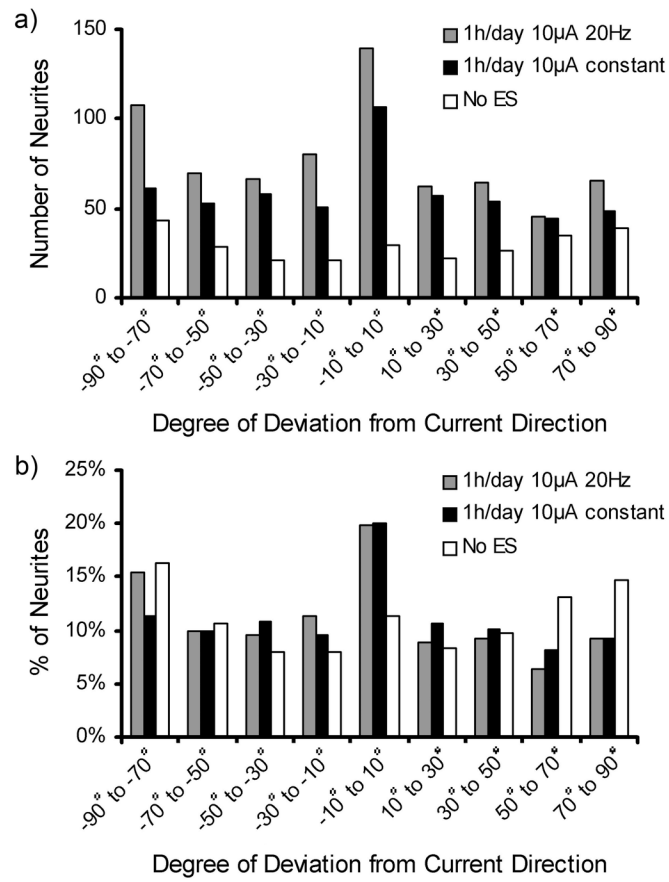 a)
150
100
50
0
Number of Neurites
1h/day 10µA 20Hz
1h/day 10µA constant
No ES
-90° to -70°
-70° to -50°
-50° to -30°
-30° to -10°
-10° to 10°
10° to 30°
30° to 50°
50° to 70°
70° to 90°
Degree of Deviation from Current Direction
b)
25%
20%
15%
10%
5%
0%
% of Neurites
1h/day 10µA 20Hz
1h/day 10µA constant
No ES
-90° to -70°
-70° to -50°
-50° to -30°
-30° to -10°
-10° to 10°
10° to 30°
30° to 50°
50° to 70°
70° to 90°
Degree of Deviation from Current Direction